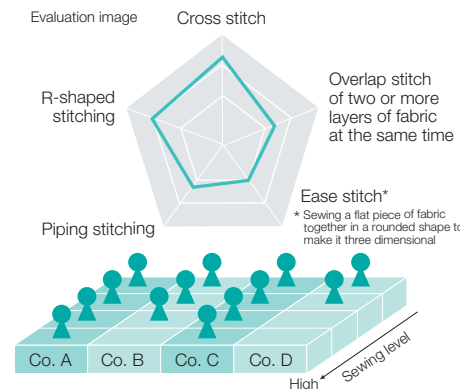 Evaluation image
Cross stitch
R-shaped
stitching
Overlap stitch
of two or more
layers of fabric
at the same time
Ease stitch*
* Sewing a flat piece of fabric
together in a rounded shape to
make it three dimensional
Piping stitching
Co. A
Co. B
Co. C
Co. D
High
Sewing level